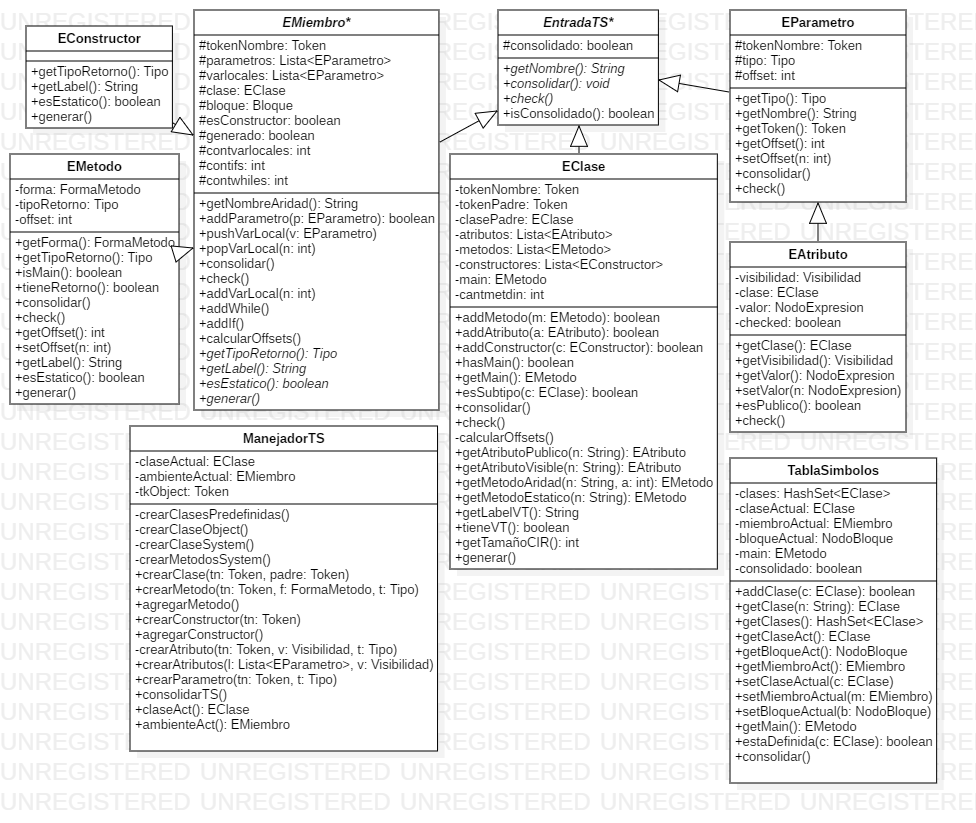 EConstructor
+getTipoRetorno(): Tipo
+getLabel(): String
+esEstatico(): boolean
+generar()
EMiembro*
#tokenNombre: Token
#parametros: Lista<EParametro>
#varlocales: Lista<EParametro>
#clase: EClase
#bloque: Bloque
#esConstructor: boolean
#generado: boolean
#contvarlocales: int
#contifs: int
#contwhiles: int
+getNombreAridad(): String
+addParametro(p: EParametro): boolean
+pushVarLocal(v: EParametro)
+popVarLocal(n: int)
+consolidar()
+check()
+addVarLocal(n: int)
+addWhile()
+addIf()
+calcularOffsets()
+getTipoRetorno(): Tipo
+getLabel(): String
+esEstatico(): boolean
+generar()
EntradaTS*
#consolidado: boolean
+getNombre(): String
+consolidar(): void
+check()
+isConsolidado(): boolean
EParametro
#tokenNombre: Token
#tipo: Tipo
#offset: int
+getTipo(): Tipo
+getNombre(): String
+getToken(): Token
+getOffset(): int
+setOffset(n: int)
+consolidar()
+check()
EMetodo
-forma: FormaMetodo
-tipoRetorno: Tipo
-offset: int
+getForma(): FormaMetodo
+getTipoRetorno(): Tipo
+isMain(): boolean
+tieneRetorno(): boolean
+consolidar()
+check()
+getOffset(): int
+setOffset(n: int)
+getLabel(): String
+esEstatico(): boolean
+generar()
EClase
-tokenNombre: Token
-tokenPadre: Token
-clasePadre: EClase
-atributos: Lista<EAtributo>
-metodos: Lista<EMetodo>
-constructores: Lista<EConstructor>
-main: EMetodo
-cantmetdin: int
+addMetodo(m: EMetodo): boolean
+addAtributo(a: EAtributo): boolean
+addConstructor(c: EConstructor): boolean
+hasMain(): boolean
+getMain(): EMetodo
+esSubtipo(c: EClase): boolean
+consolidar()
+check()
-calcularOffsets()
+getAtributoPublico(n: String): EAtributo
+getAtributoVisible(n: String): EAtributo
+getMetodoAridad(n: String, a: int): EMetodo
+getMetodoEstatico(n: String): EMetodo
+getLabelVT(): String
+tieneVT(): boolean
+getTamañoCIR(): int
+generar()
EAtributo
-visibilidad: Visibilidad
-clase: EClase
-valor: NodoExpresion
-checked: boolean
+getClase(): EClase
+getVisibilidad(): Visibilidad
+getValor(): NodoExpresion
+setValor(n: NodoExpresion)
+esPublico(): boolean
+check()
ManejadorTS
-claseActual: EClase
-ambienteActual: EMiembro
-tkObject: Token
-crearClasesPredefinidas()
-crearClaseObject()
-crearClaseSystem()
-crearMetodosSystem()
+crearClase(tn: Token, padre: Token)
+crearMetodo(tn: Token, f: FormaMetodo, t: Tipo)
+agregarMetodo()
+crearConstructor(tn: Token)
+agregarConstructor()
-crearAtributo(tn: Token, v: Visibilidad, t: Tipo)
+crearAtributos(l: Lista<EParametro>, v: Visibilidad)
+crearParametro(tn: Token, t: Tipo)
+consolidarTS()
+claseAct(): EClase
+ambienteAct(): EMiembro
TablaSimbolos
-clases: HashSet<EClase>
-claseActual: EClase
-miembroActual: EMiembro
-bloqueActual: NodoBloque
-main: EMetodo
-consolidado: boolean
+addClase(c: EClase): boolean
+getClase(n: String): EClase
+getClases(): HashSet<EClase>
+getClaseAct(): EClase
+getBloqueAct(): NodoBloque
+getMiembroAct(): EMiembro
+setClaseActual(c: EClase)
+setMiembroActual(m: EMiembro)
+setBloqueActual(b: NodoBloque)
+getMain(): EMetodo
+estaDefinida(c: EClase): boolean
+consolidar()
UNREGISTERED UNREGISTERED UNREGISTERED UNREGISTERED UNREGISTERED